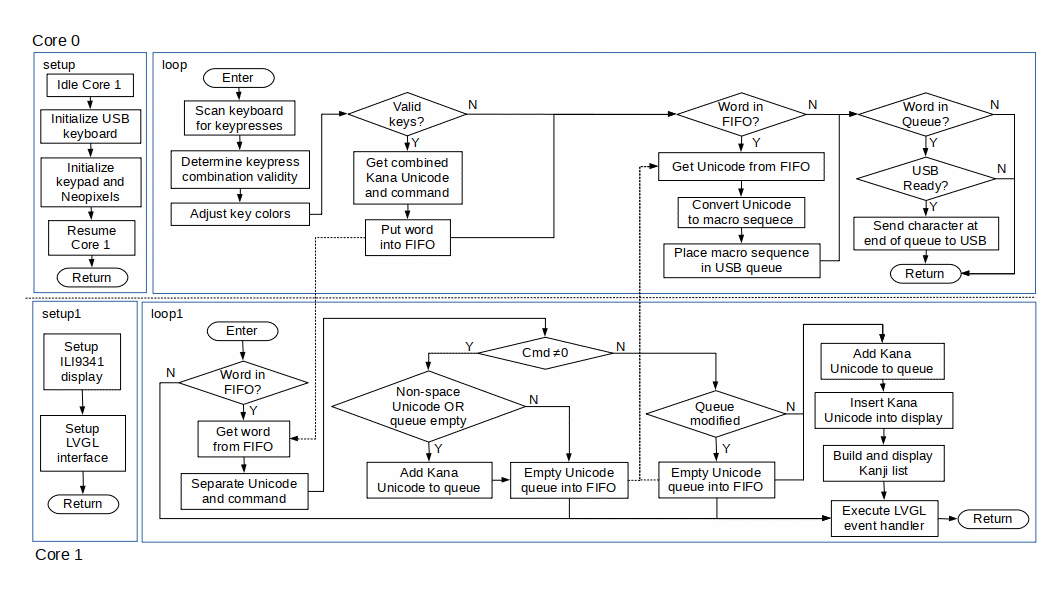 Core 0
setup
Idle Core 1
Initialize USB
keyboard
Initialize
keypad and
Neopixels
Resume
Core 1
Return
loop
Enter
Scan keyboard
for keypresses
Determine keypress
combination validity
Adjust key colors
Valid
keys?
N
Y
Get combined
Kana Unicode
and command
Put word
into FIFO
Word in
FIFO?
N
Y
Get Unicode from FIFO
Convert Unicode
to macro sequece
Place macro sequence
in USB queue
Word in
Queue?
N
Y
USB
Ready?
N
Y
Send character at
end of queue to USB
Return
setup1
Setup
ILI9341
display
Setup
LVGL
interface
Return
loop1
Enter
Word in
FIFO?
N
Y
Get word
from FIFO
Separate Unicode
and command
Cmd ≠0
Y
N
Non-space
Unicode OR
queue empty
N
Y
Add Kana
Unicode to queue
Empty Unicode
queue into FIFO
Queue
modified
N
Y
Empty Unicode
queue into FIFO
Add Kana
Unicode to queue
Insert Kana
Unicode into display
Build and display
Kanji list
Execute LVGL
event handler
Return
Core 1